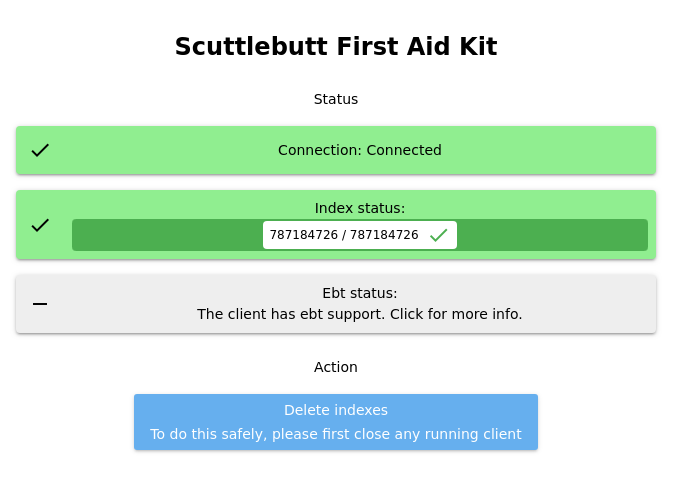 Scuttlebutt First Aid Kit
Status
Connection: Connected
Index status:
787184726 / 787184726
Ebt status:
The client has ebt support. Click for more info.
Action
Delete indexes
To do this safely, please first close any running client